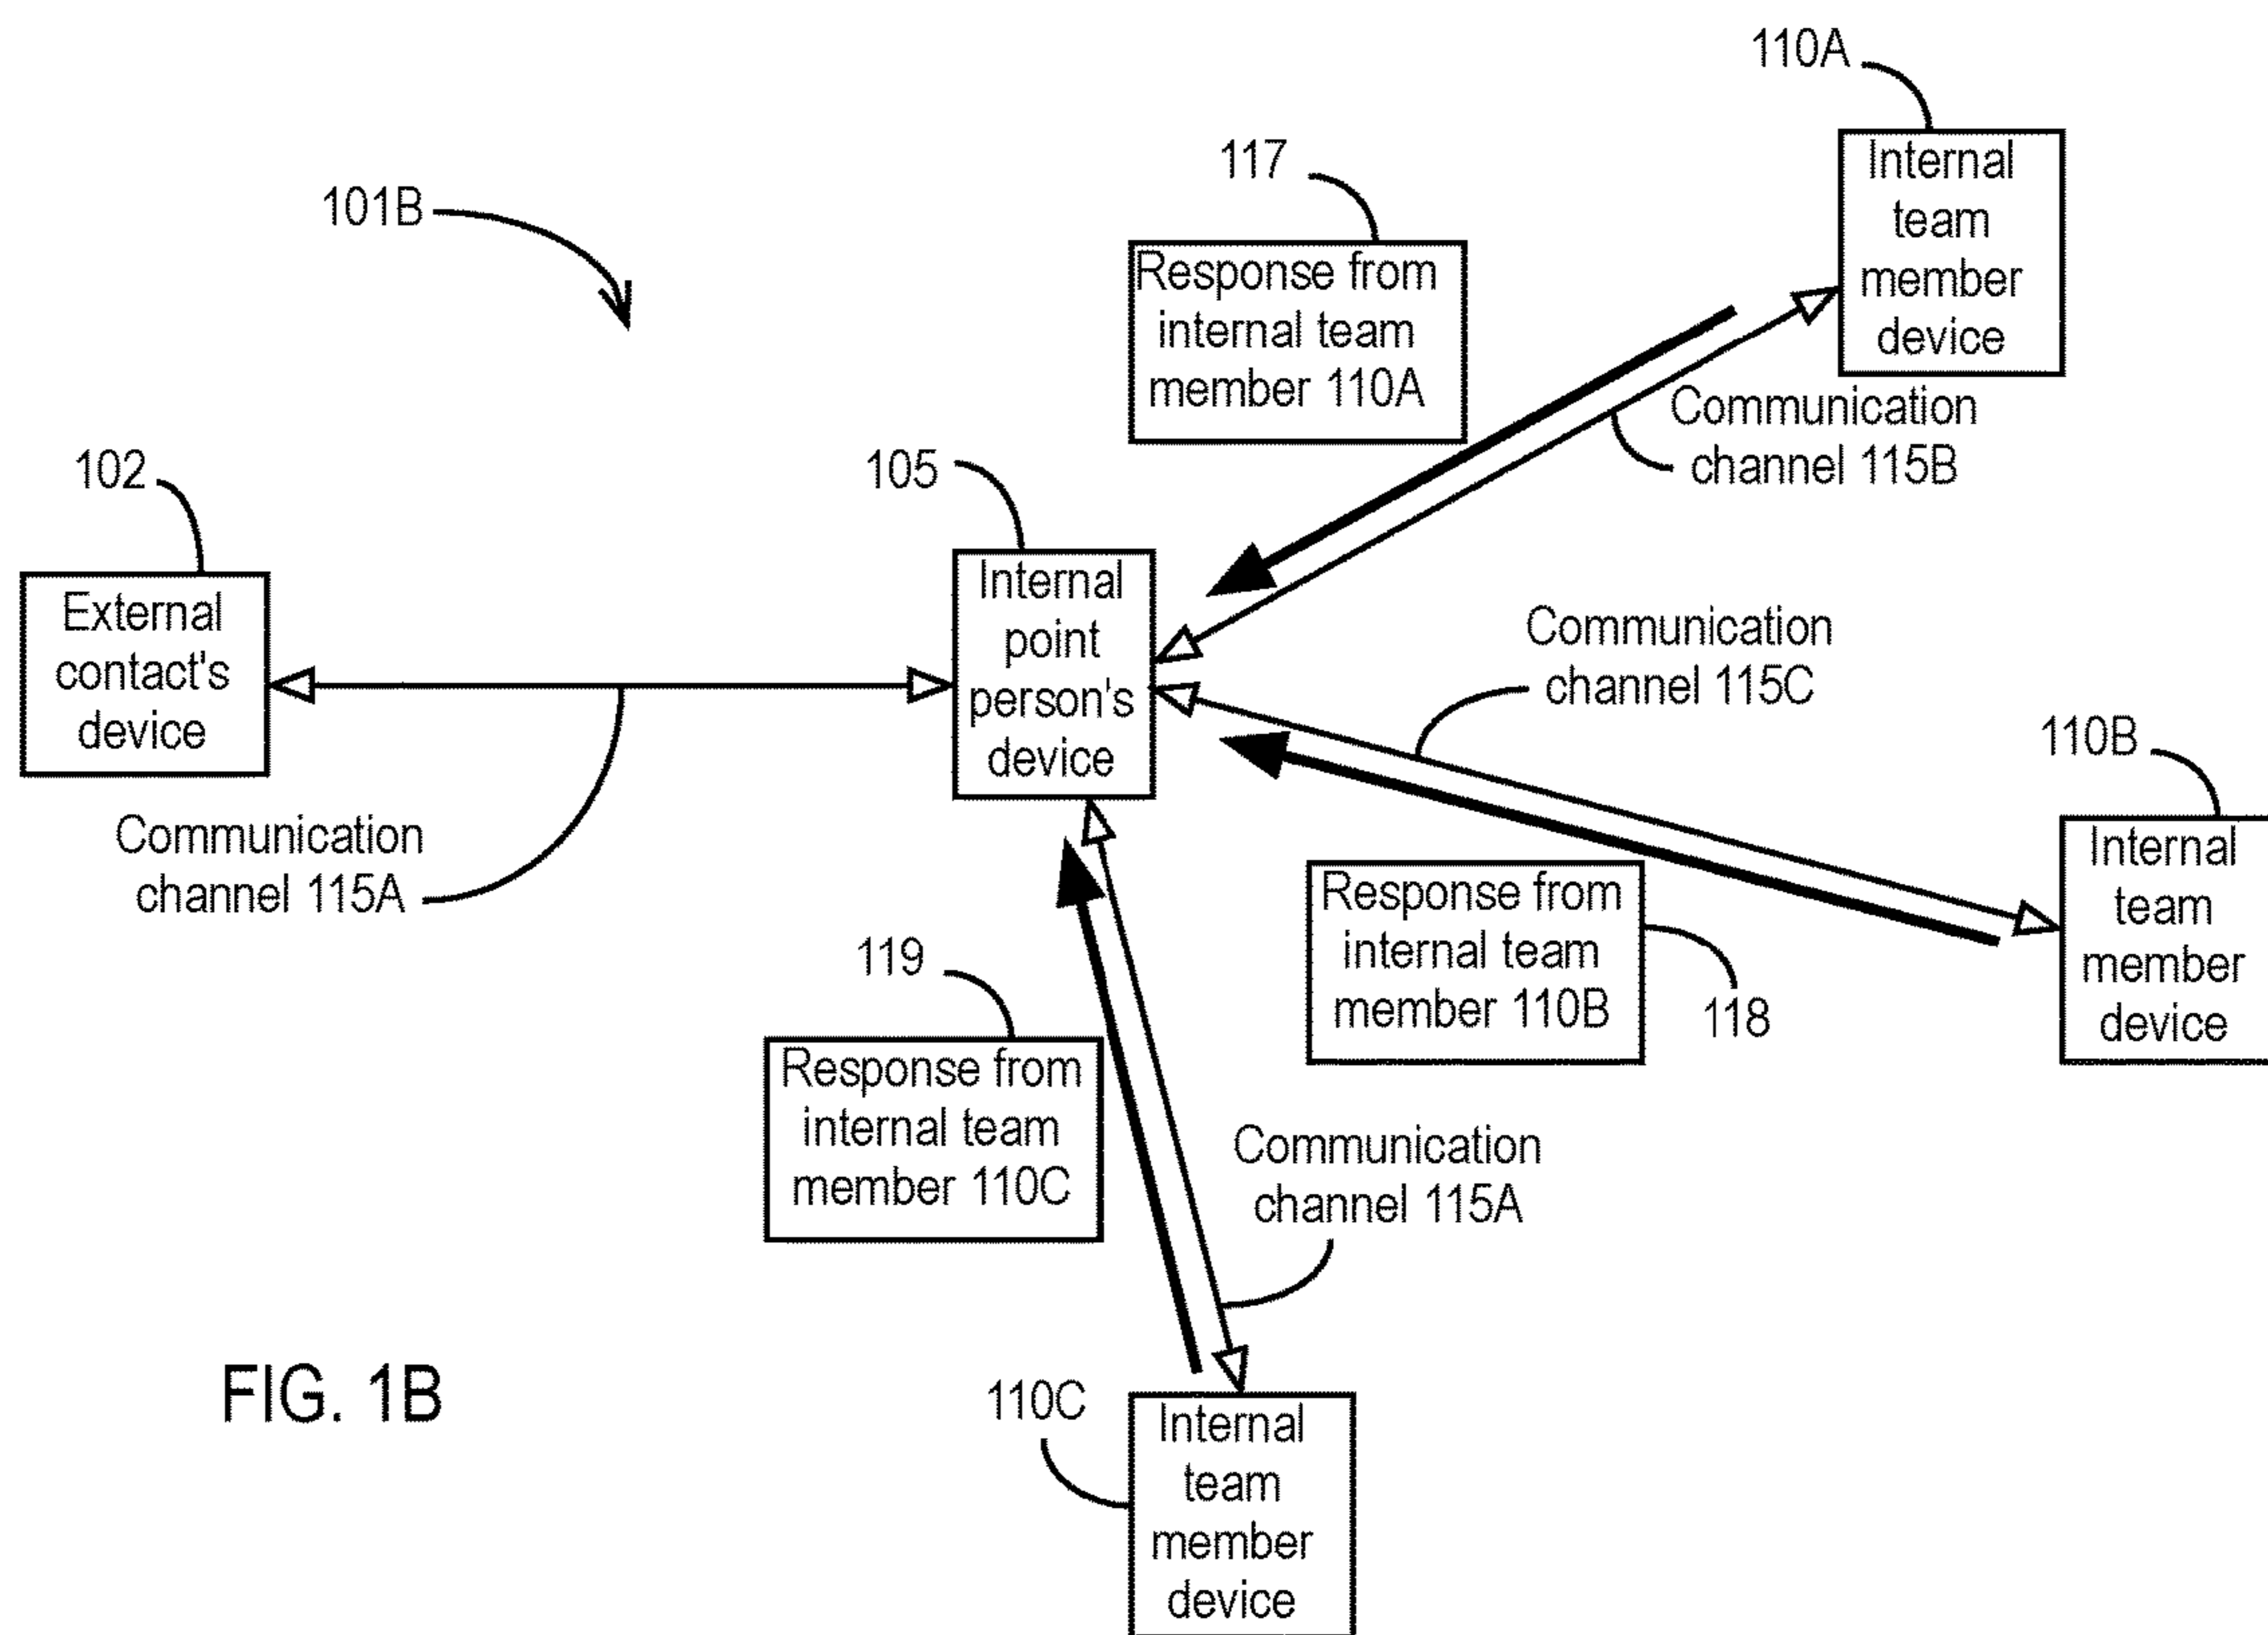 110A
Internal
team
member
device
117
Response from
internal team
member 110A
101B
Communication
channel 115B
102
External
contact's
device
105
Internal
point
person's
device
Communication
channel 115C
110B
Internal
team
member
device
Communication
channel 115A
Response from
internal team
member 110B
118
119
Response from
internal team
member 110C
Communication
channel 115A
110C
Internal
team
member
device
FIG. 1B